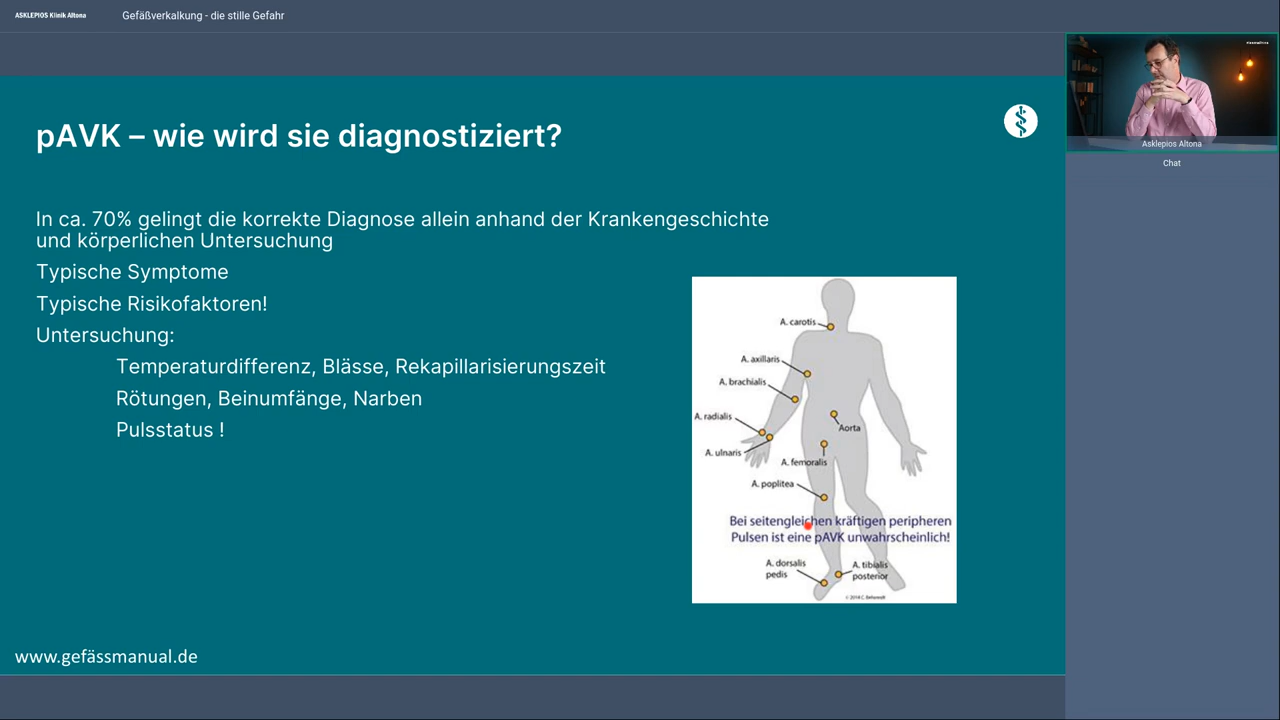 ASKLEPIOS Klinik Altona
Gefäßverkalkung - die stille Gefahr
pAVK – wie wird sie diagnostiziert?
In ca. 70% gelingt die korrekte Diagnose allein anhand der Krankengeschichte
und körperlichen Untersuchung
Typische Symptome
Typische Risikofaktoren!
Untersuchung:
Temperaturdifferenz, Blässe, Rekapillarisierungszeit
Rötungen, Beinumfänge, Narben
Pulsstatus !
A. carotis
A. axillaris
A. brachialis
A. radialis
Aorta
A. ulnaris
A. femoralis
A. poplitea
Bei seitengleichen kräftigen peripheren
Pulsen ist eine pAVK unwahrscheinlich!
A. dorsalis
pedis
A. tibialis
posterior
www.gefässmanual.de
Asklepios Altona
Chat